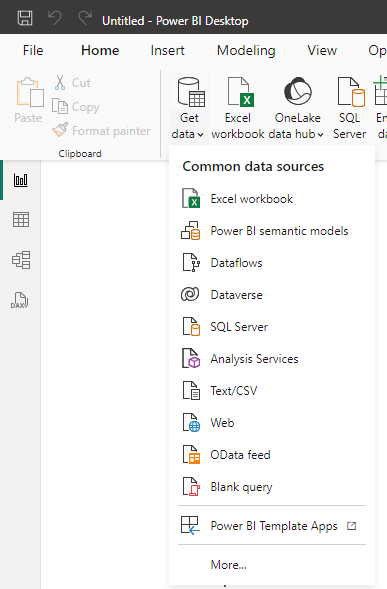 Untitled - Power BI Desktop
File Home Insert Modeling View Op
Paste
Cut
Copy
Format painter
Clipboard
Get data
Excel workbook
OneLake data hub
SQL Server
En
da
DAX
Common data sources
Excel workbook
Power BI semantic models
Dataflows
Dataverse
SQL Server
Analysis Services
Text/CSV
Web
OData feed
Blank query
Power BI Template Apps
More...